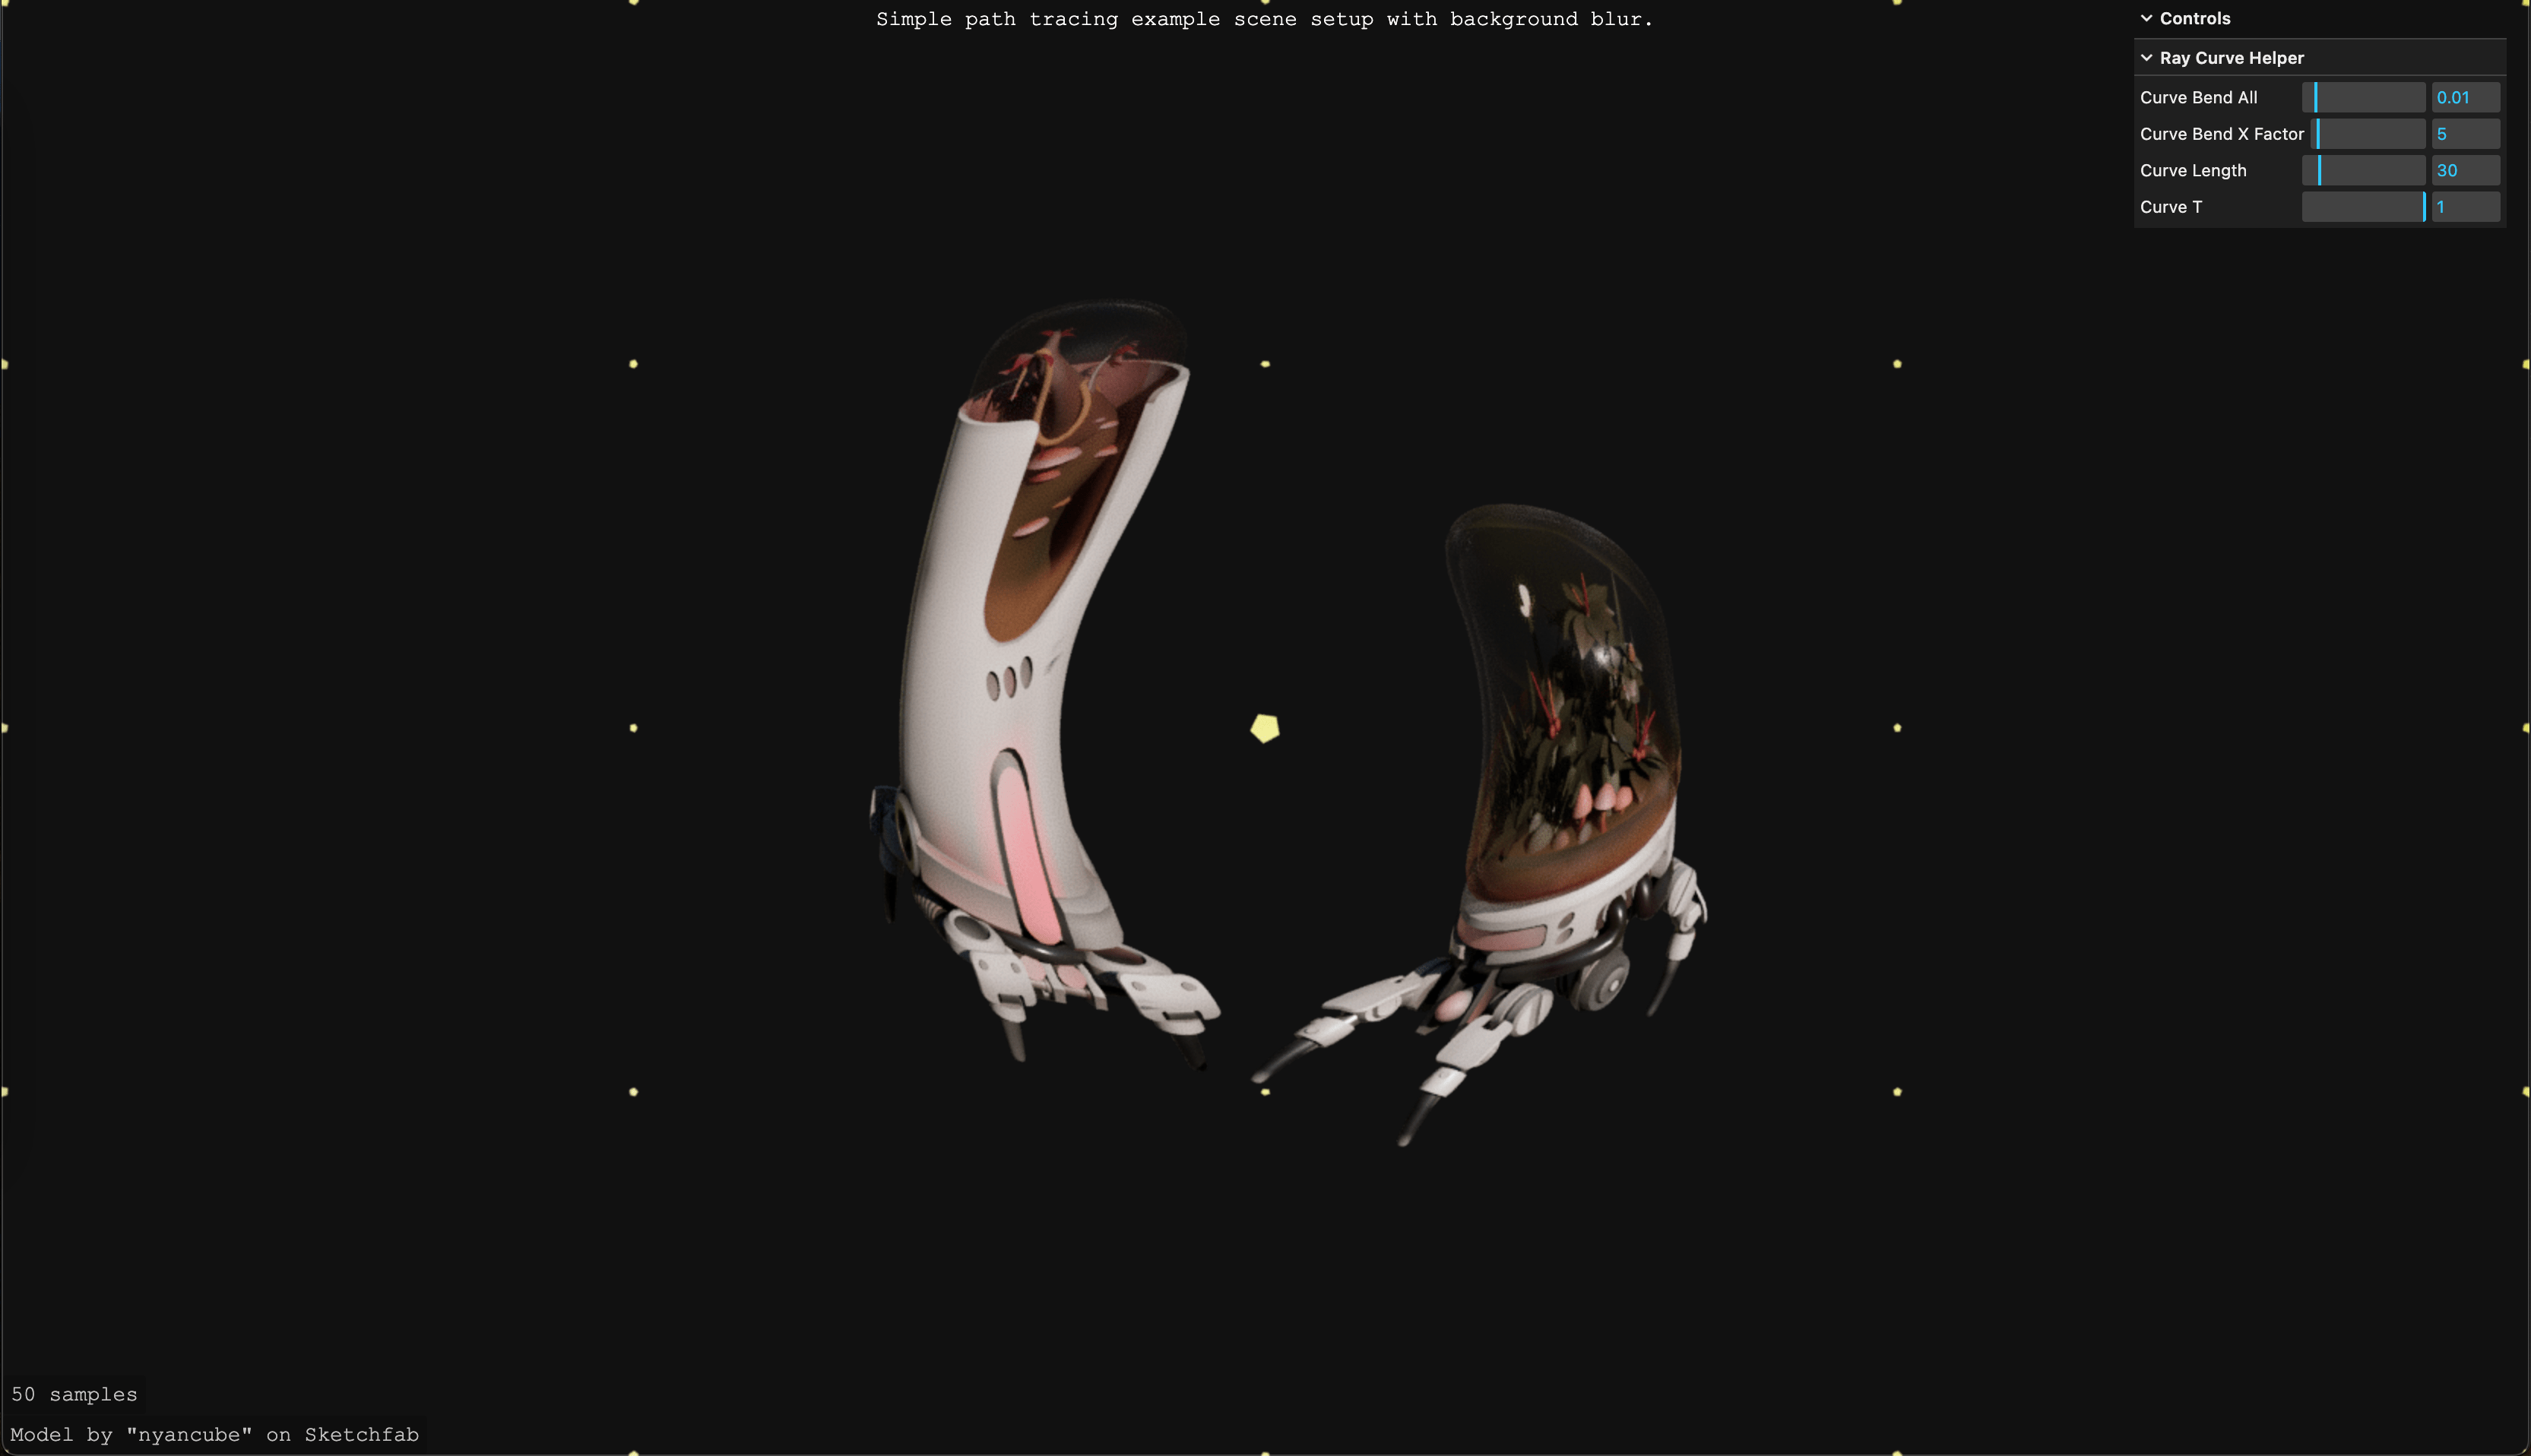 Simple path tracing example scene setup with background blur.
Controls
Ray Curve Helper
Curve Bend All 0.01
Curve Bend X Factor 5
Curve Length 30
Curve T 1
50 samples
Model by "nyancube" on Sketchfab